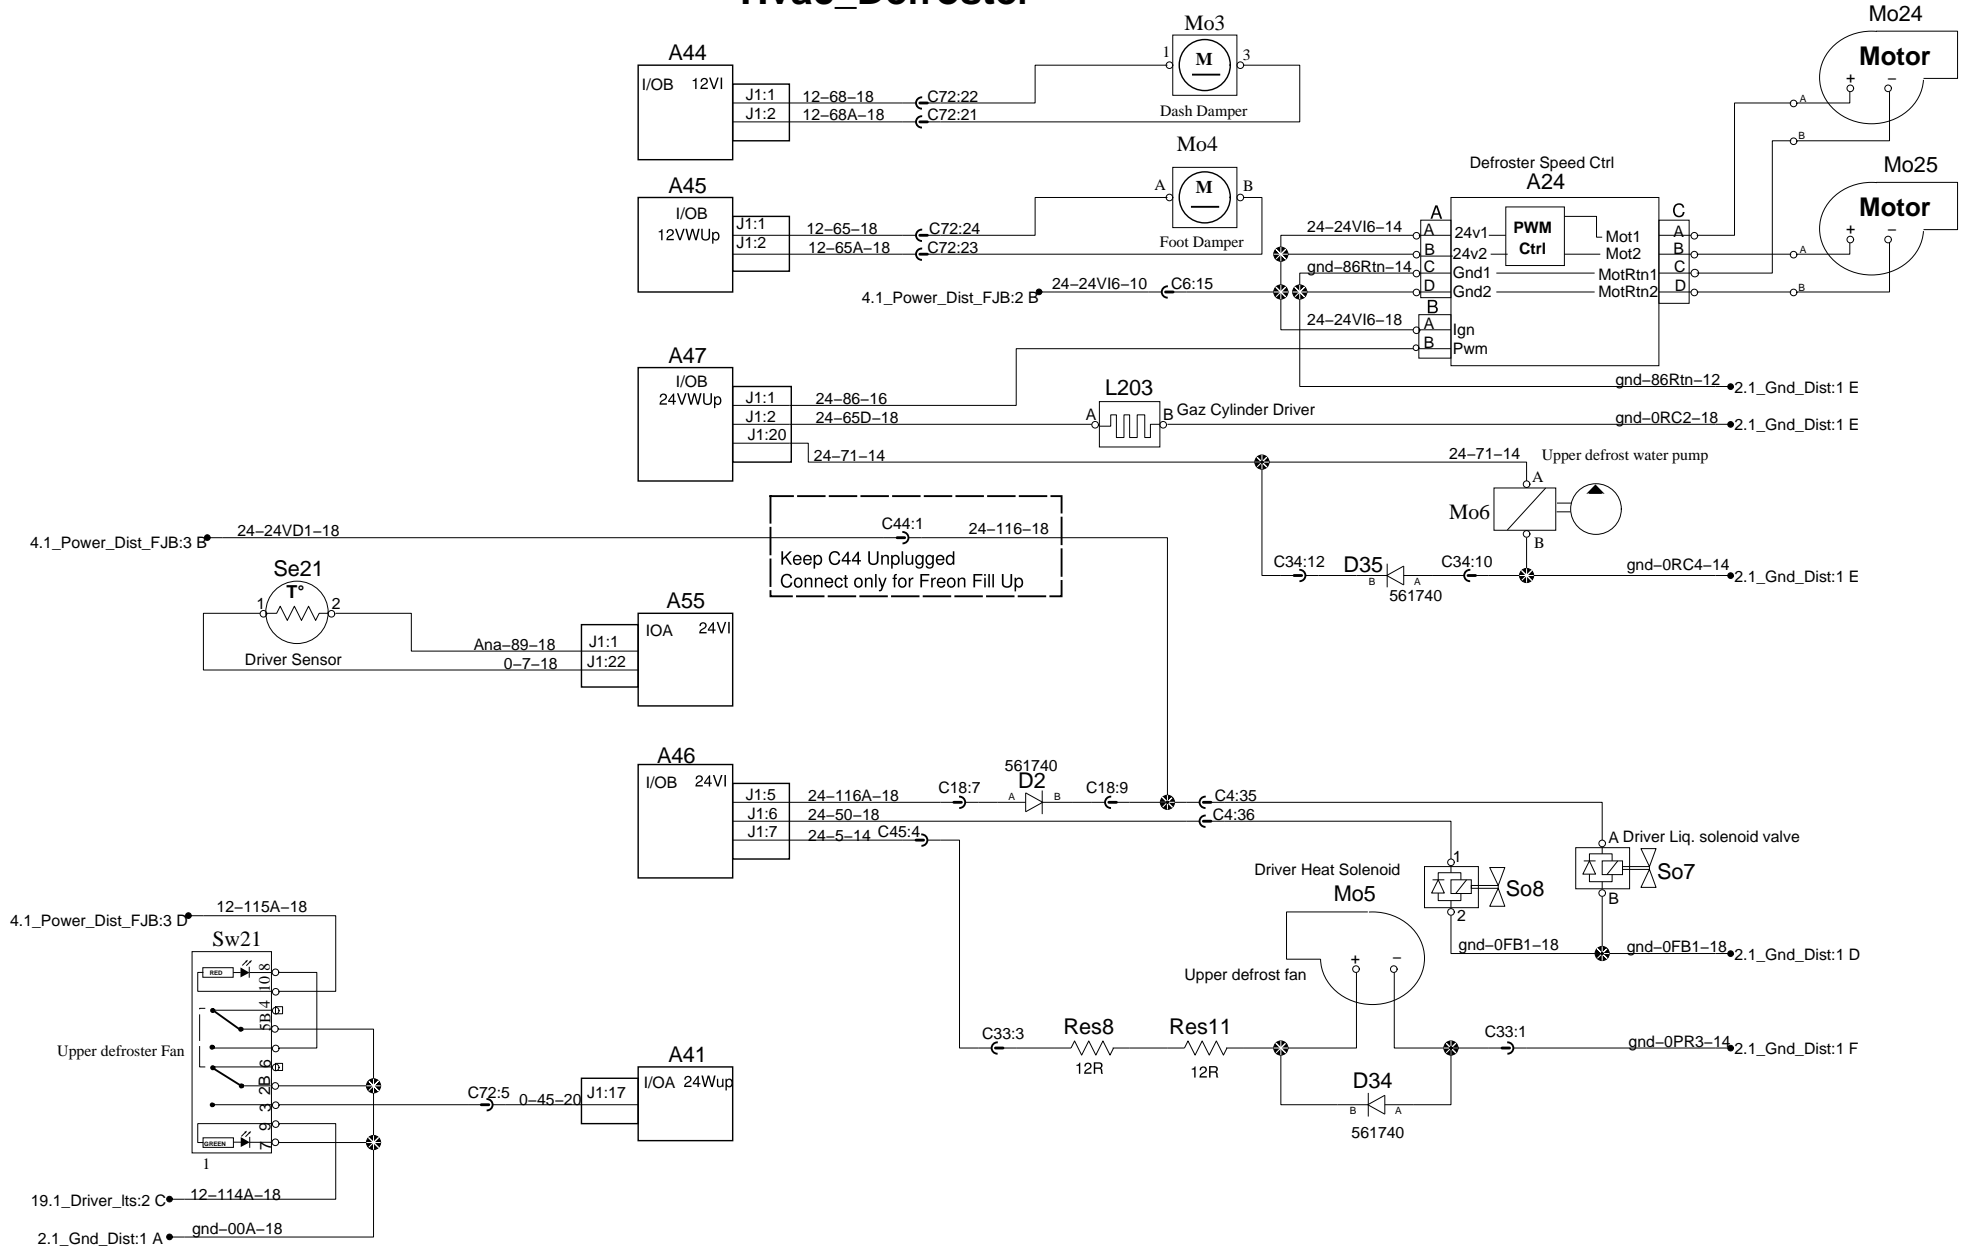 A44
I/OB 12VI
J1:1 12–68–18 C72:22
J1:2 12–68A–18 C72:21
Mo3
1 M 3
Dash Damper
A45
I/OB
12VWUp
J1:1 12–65–18 C72:24
J1:2 12–65A–18 C72:23
Mo4
A M B
Foot Damper
4.1_Power_Dist_FJB:2 B 24–24VI6–10 C6:15
Defroster Speed Ctrl
A24
A
24–24VI6–14 A 24v1
B 24v2
gnd–86Rtn–14 C Gnd1
D Gnd2
B
24–24VI6–18 A Ign
B Pwm
PWM
Ctrl
C
Mot1 A
Mot2 B
MotRtn1 C
MotRtn2 D
Mo24
Motor
+ –
A
B
Mo25
Motor
+ –
A
B
gnd–86Rtn–12 2.1_Gnd_Dist:1 E
A47
I/OB
24VWUp
J1:1 24–86–16
J1:2 24–65D–18
J1:20
24–71–14
L203
A B Gaz Cylinder Driver
gnd–0RC2–18 2.1_Gnd_Dist:1 E
24–71–14 Upper defrost water pump
A
Mo6
B
C34:12 D35 C34:10
B A
561740
gnd–0RC4–14 2.1_Gnd_Dist:1 E
4.1_Power_Dist_FJB:3 B 24–24VD1–18
C44:1 24–116–18
Keep C44 Unplugged
Connect only for Freon Fill Up
Se21
T°
1 2
Driver Sensor
A55
IOA 24VI
Ana–89–18 J1:1
0–7–18 J1:22
A46
I/OB 24VI
J1:5 24–116A–18 C18:7
561740
D2
A B
C18:9 C4:35
J1:6 24–50–18 C4:36
J1:7 24–5–14 C45:4
A Driver Liq. solenoid valve
So7
B
Driver Heat Solenoid
1
So8
2
gnd–0FB1–18 gnd–0FB1–18 2.1_Gnd_Dist:1 D
Mo5
+ –
Upper defrost fan
C33:3 Res8 Res11
12R 12R
D34
B A
561740
C33:1 gnd–0PR3–14 2.1_Gnd_Dist:1 F
4.1_Power_Dist_FJB:3 D 12–115A–18
Sw21
RED
8
10
4
5B
6
2B
3
9
7
GREEN
1
Upper defroster Fan
C72:5 0–45–20 J1:17
A41
I/OA 24Wup
19.1_Driver_lts:2 C 12–114A–18
2.1_Gnd_Dist:1 A gnd–00A–18